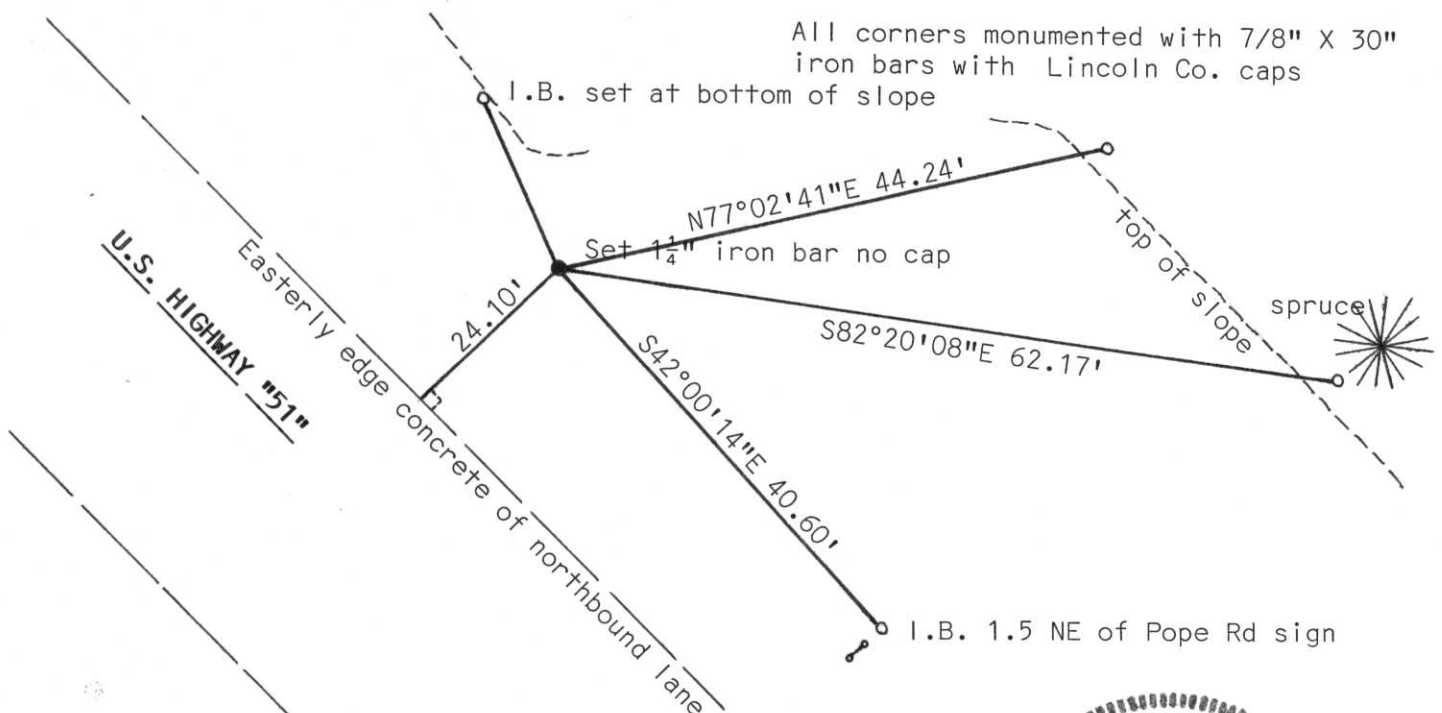 All corners monumented with 7/8" X 30"
iron bars with Lincoln Co. caps
I.B. set at bottom of slope
N77°02'41"E 44.24'
Set 1 1/4" iron bar no cap
top of slope
spruce
S82°20'08"E 62.17'
24.10'
S42°00'14"E 40.60'
U.S. HIGHWAY "51"
Easterly edge concrete of northbound lane
I.B. 1.5 NE of Pope Rd sign